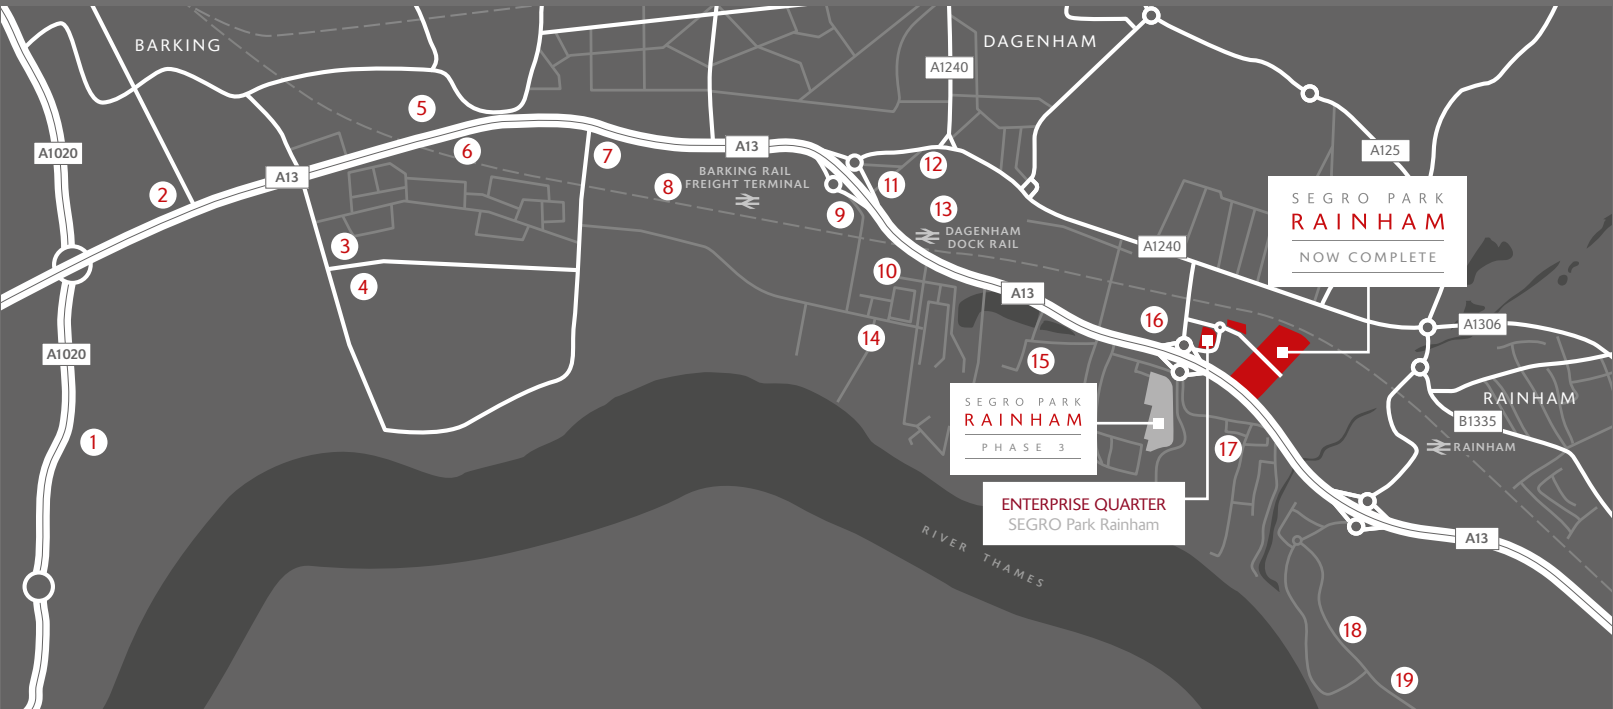 BARKING
DAGENHAM
A1240
5
A1020
6
7
A13
A125
12
A13
BARKING RAIL
FREIGHT TERMINAL
8
11
2
9
13
DAGENHAM
DOCK RAIL
SEGRO PARK
RAINHAM
NOW COMPLETE
3
A1240
4
10
A13
16
A1306
14
A1020
15
SEGRO PARK
RAINHAM
PHASE 3
RAINHAM
B1335
RAINHAM
1
17
ENTERPRISE QUARTER
SEGRO Park Rainham
RIVER THAMES
A13
18
19